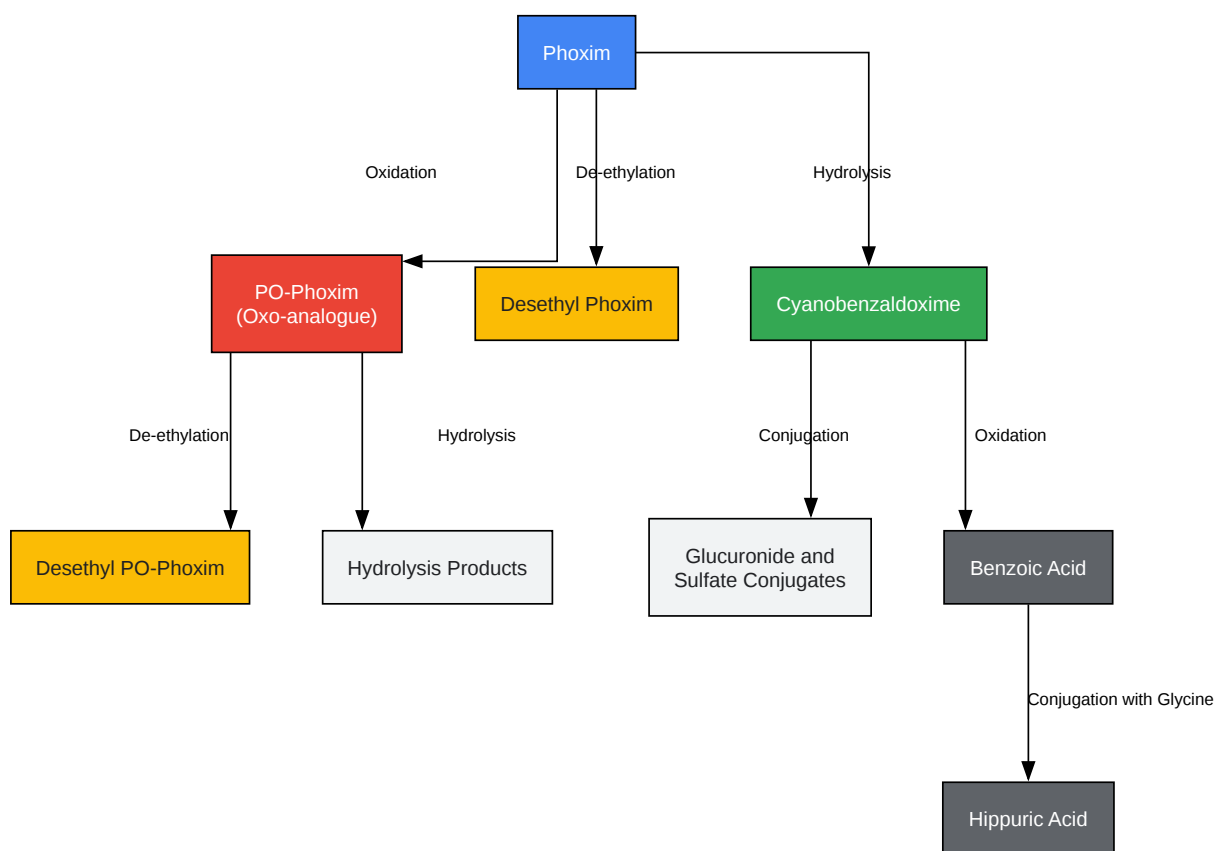 Phoxim
Oxidation
De-ethylation
Hydrolysis
PO-Phoxim
(Oxo-analogue)
Desethyl Phoxim
Cyanobenzaldoxime
De-ethylation
Hydrolysis
Conjugation
Oxidation
Desethyl PO-Phoxim
Hydrolysis Products
Glucuronide and
Sulfate Conjugates
Benzoic Acid
Conjugation with Glycine
Hippuric Acid